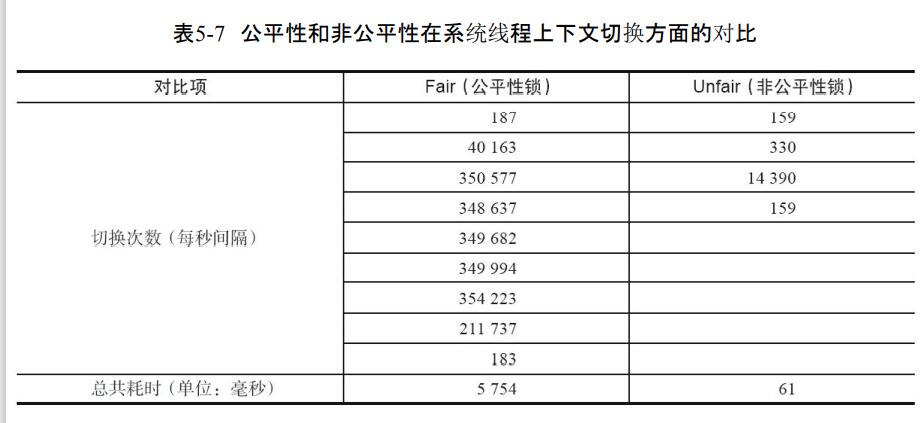 表5-7 公平性和非公平性在系统线程上下文切换方面的对比
对比项 Fair（公平性锁） Unfair（非公平性锁）
187 159
40 163 330
350 577 14 390
348 637 159
切换次数（每秒间隔） 349 682
349 994
354 223
211 737
183
总共耗时（单位：毫秒） 5 754 61